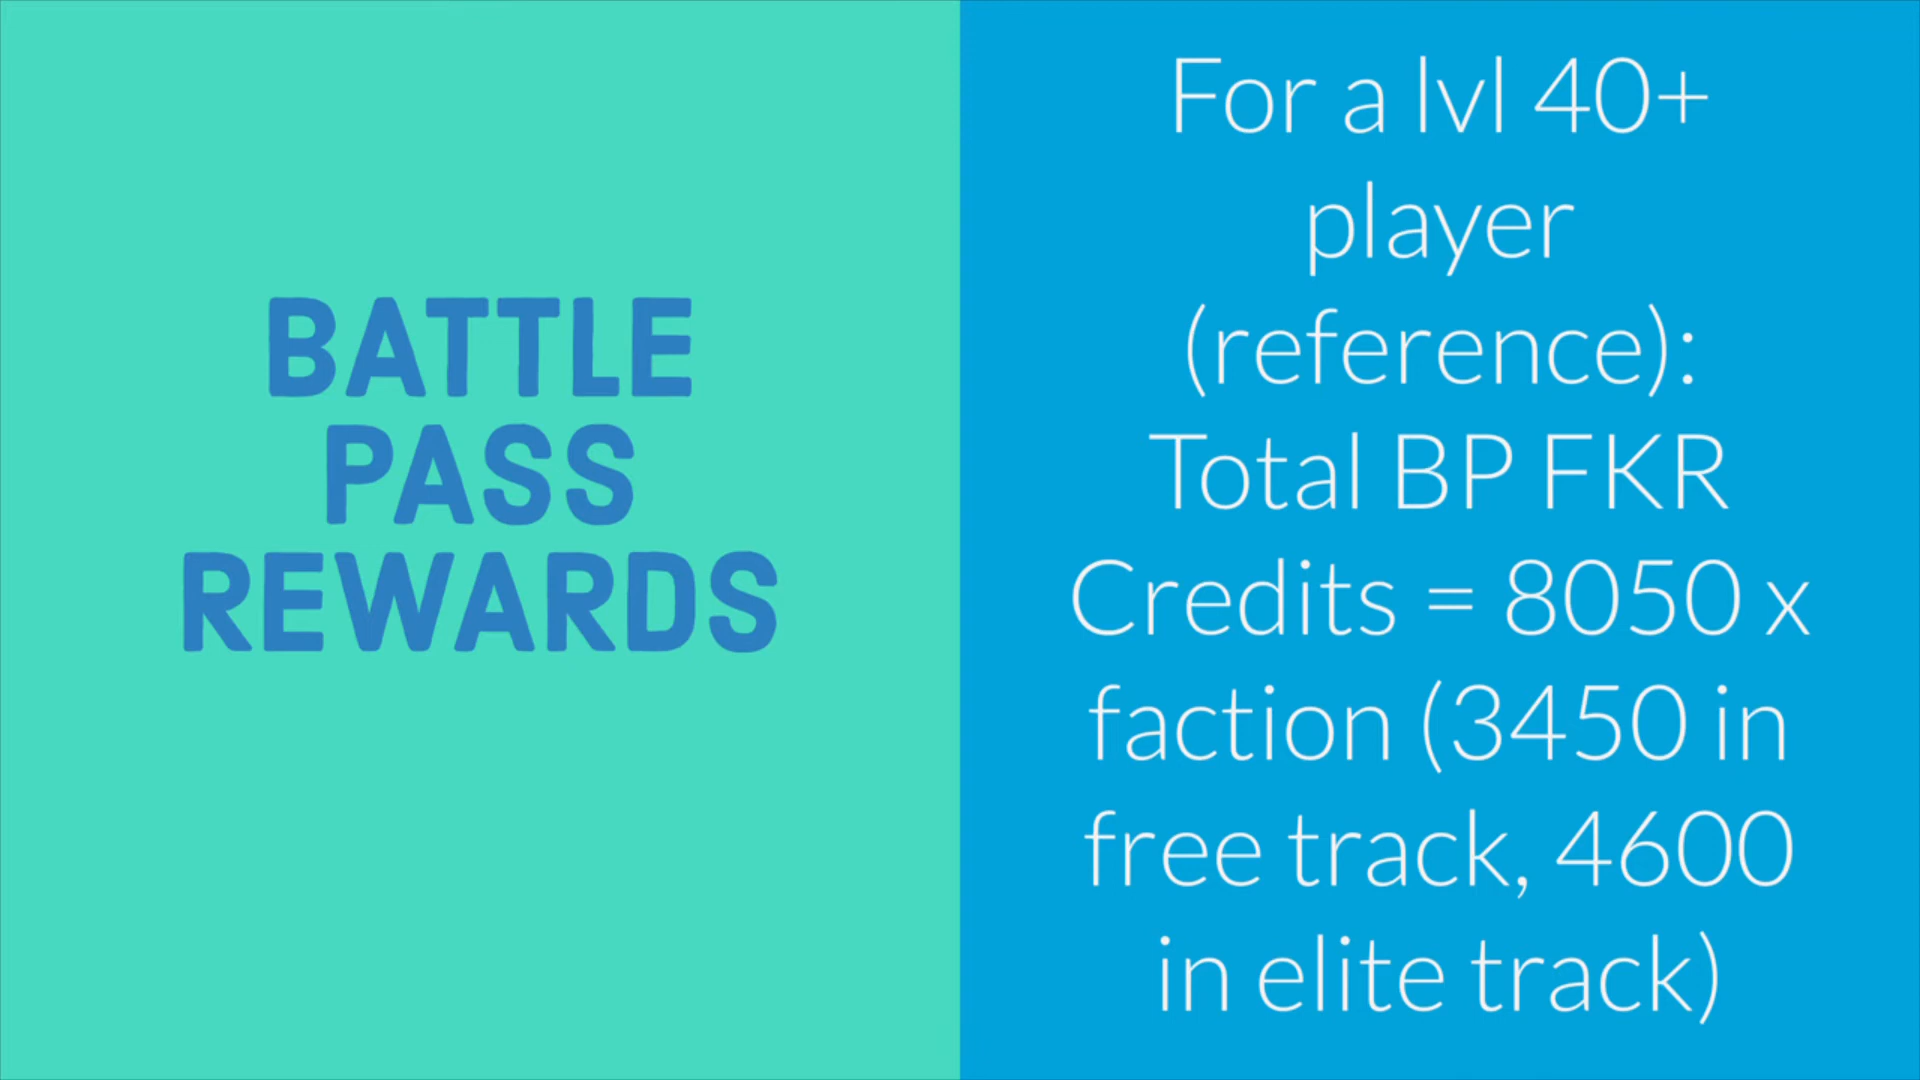 BATTLE
PASS
REWARDS
For a lvl 40+
player
(reference):
Total BP FKR
Credits = 8050 x
faction (3450 in
free track, 4600
in elite track)